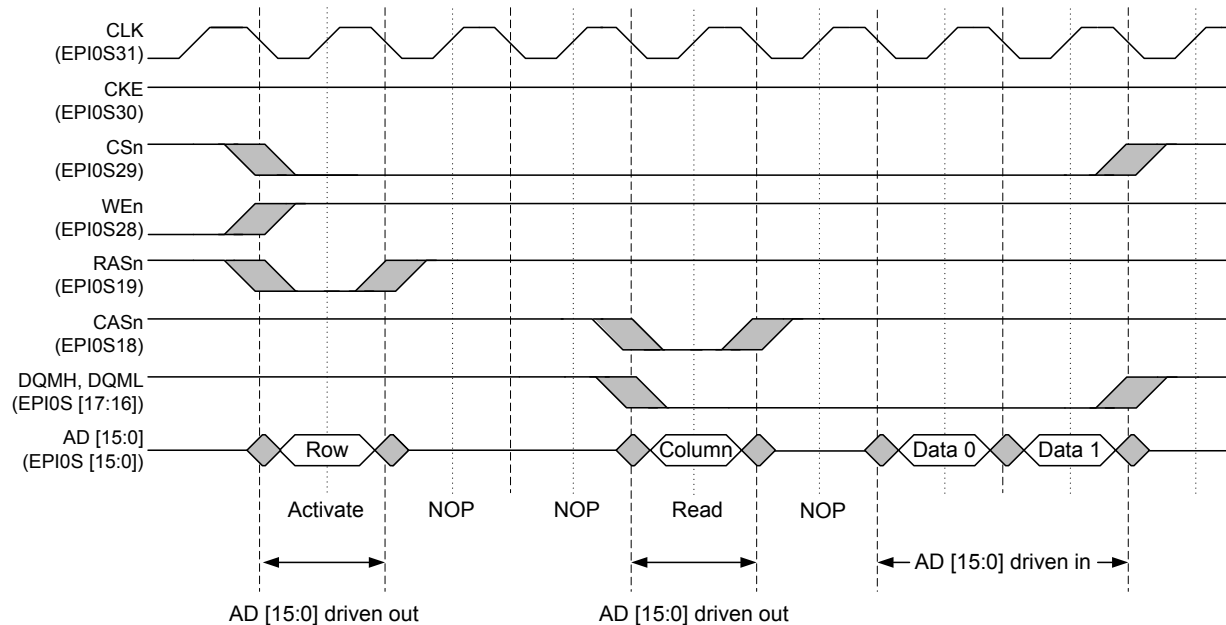 CLK
(EPI0S31)
CKE
(EPI0S30)
CSn
(EPI0S29)
WEn
(EPI0S28)
RASn
(EPI0S19)
CASn
(EPI0S18)
DQMH, DQML
(EPI0S [17:16])
AD [15:0]
(EPI0S [15:0])
Row
Column
Data 0
Data 1
Activate
NOP
NOP
Read
NOP
AD [15:0] driven in
AD [15:0] driven out
AD [15:0] driven out